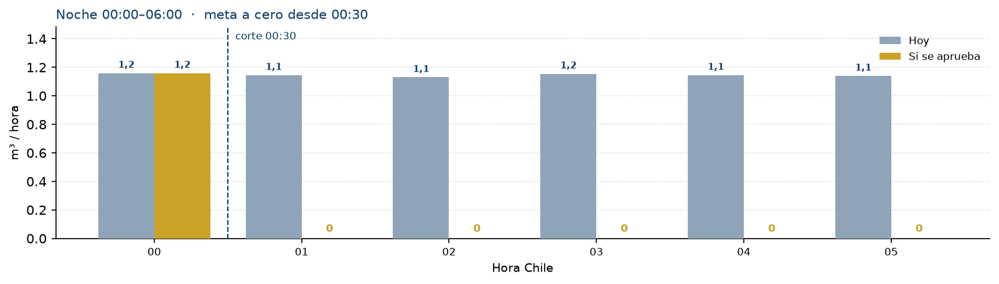 Noche 00:00–06:00 · meta a cero desde 00:30
corte 00:30
Hoy
Si se aprueba
m³ / hora
1.4
1.2
1.0
0.8
0.6
0.4
0.2
0.0
1,2 1,2 1,1 1,1 1,2 1,1 1,1
0 0 0 0 0
00 01 02 03 04 05
Hora Chile